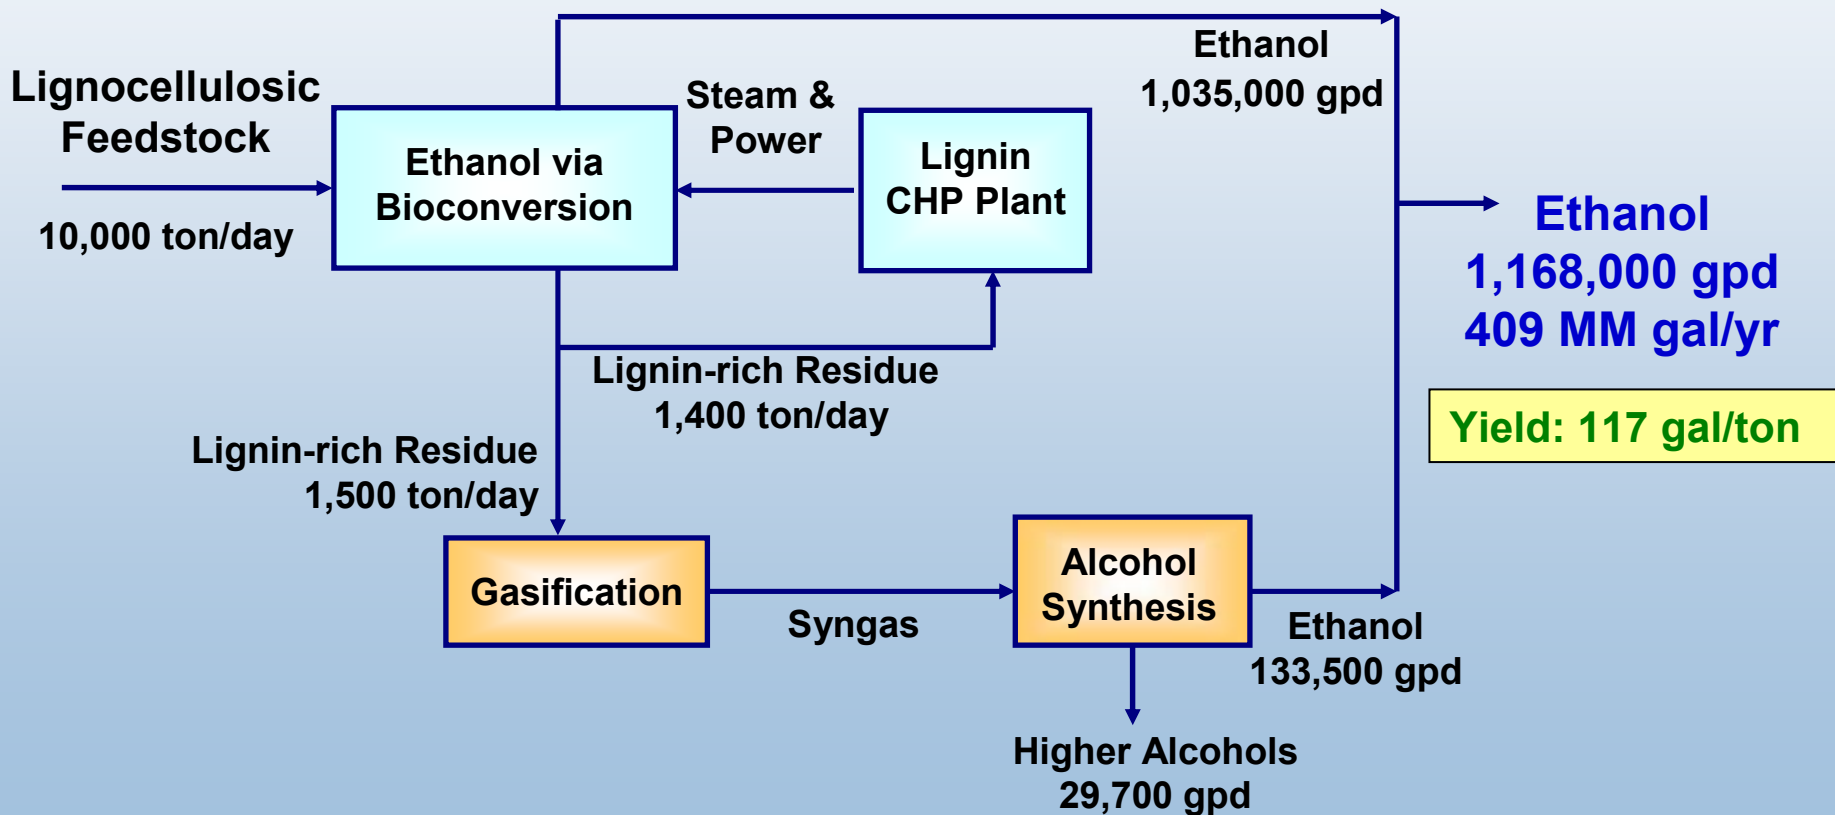 Lignocellulosic
Feedstock
10,000 ton/day
Ethanol via
Bioconversion
Steam &
Power
Lignin
CHP Plant
Ethanol
1,035,000 gpd
Ethanol
1,168,000 gpd
409 MM gal/yr
Yield: 117 gal/ton
Lignin-rich Residue
1,400 ton/day
Lignin-rich Residue
1,500 ton/day
Gasification
Syngas
Alcohol
Synthesis
Ethanol
133,500 gpd
Higher Alcohols
29,700 gpd